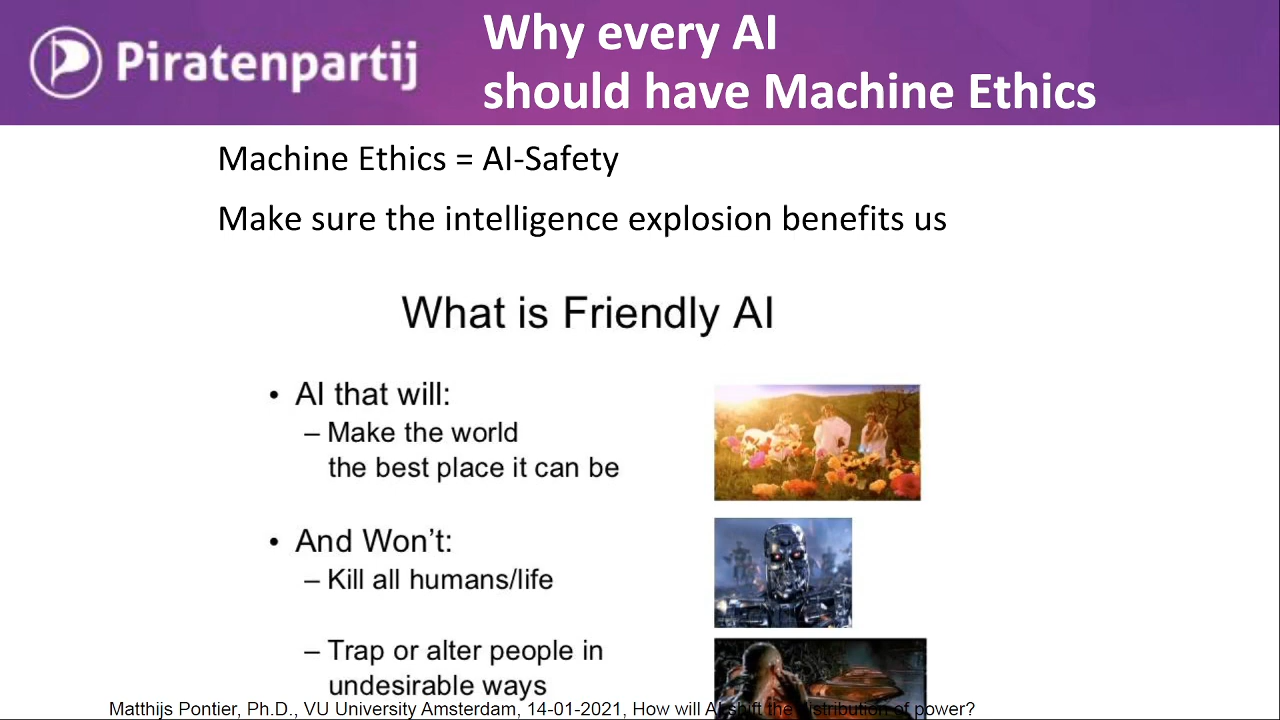 Piratenpartij
Why every AI
should have Machine Ethics
Machine Ethics = AI-Safety
Make sure the intelligence explosion benefits us
What is Friendly AI
• AI that will:
– Make the world
the best place it can be
• And Won’t:
– Kill all humans/life
– Trap or alter people in
undesirable ways
Matthijs Pontier, Ph.D., VU University Amsterdam, 14-01-2021, How will AI shift the distribution of power?